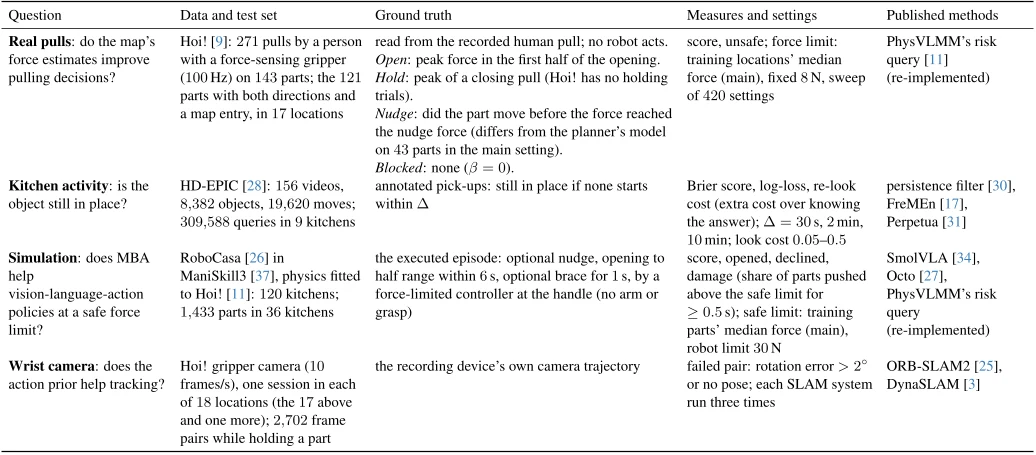 Question Data and test set Ground truth Measures and settings Published methods
Real pulls: do the map's force estimates improve pulling decisions?
Hoi! [9]: 271 pulls by a person
with a force-sensing gripper
(100 Hz) on 143 parts; the 121
parts with both directions and
a map entry, in 17 locations
read from the recorded human pull; no robot acts.
Open: peak force in the first half of the opening.
Hold: peak of a closing pull (Hoi! has no holding
trials).
Nudge: did the part move before the force reached
the nudge force (differs from the planner's model
on 43 parts in the main setting).
Blocked: none (β = 0).
score, unsafe; force limit:
training locations' median
force (main), fixed 8 N, sweep
of 420 settings
PhysVLMM's risk
query [11]
(re-implemented)
Kitchen activity: is the
object still in place?
HD-EPIC [28]: 156 videos,
8,382 objects, 19,620 moves;
309,588 queries in 9 kitchens
annotated pick-ups: still in place if none starts
within Δ
Brier score, log-loss, re-look
cost (extra cost over knowing
the answer); Δ = 30 s, 2 min,
10 min; look cost 0.05–0.5
persistence filter [30],
FreMEn [17],
Perpetua [31]
Simulation: does MBA
help
vision-language-action
policies at a safe force
limit?
RoboCasa [26] in
ManiSkill3 [37], physics fitted
to Hoi! [11]: 120 kitchens;
1,433 parts in 36 kitchens
the executed episode: optional nudge, opening to
half range within 6 s, optional brace for 1 s, by a
force-limited controller at the handle (no arm or
grasp)
score, opened, declined,
damage (share of parts pushed
above the safe limit for
≥ 0.5 s); safe limit: training
parts' median force (main),
robot limit 30 N
SmolVLA [34],
Octo [27],
PhysVLMM's risk
query
(re-implemented)
Wrist camera: does the
action prior help tracking?
Hoi! gripper camera (10
frames/s), one session in each
of 18 locations (the 17 above
and one more); 2,702 frame
pairs while holding a part
the recording device's own camera trajectory
failed pair: rotation error > 2°
or no pose; each SLAM system
run three times
ORB-SLAM2 [25],
DynaSLAM [3]